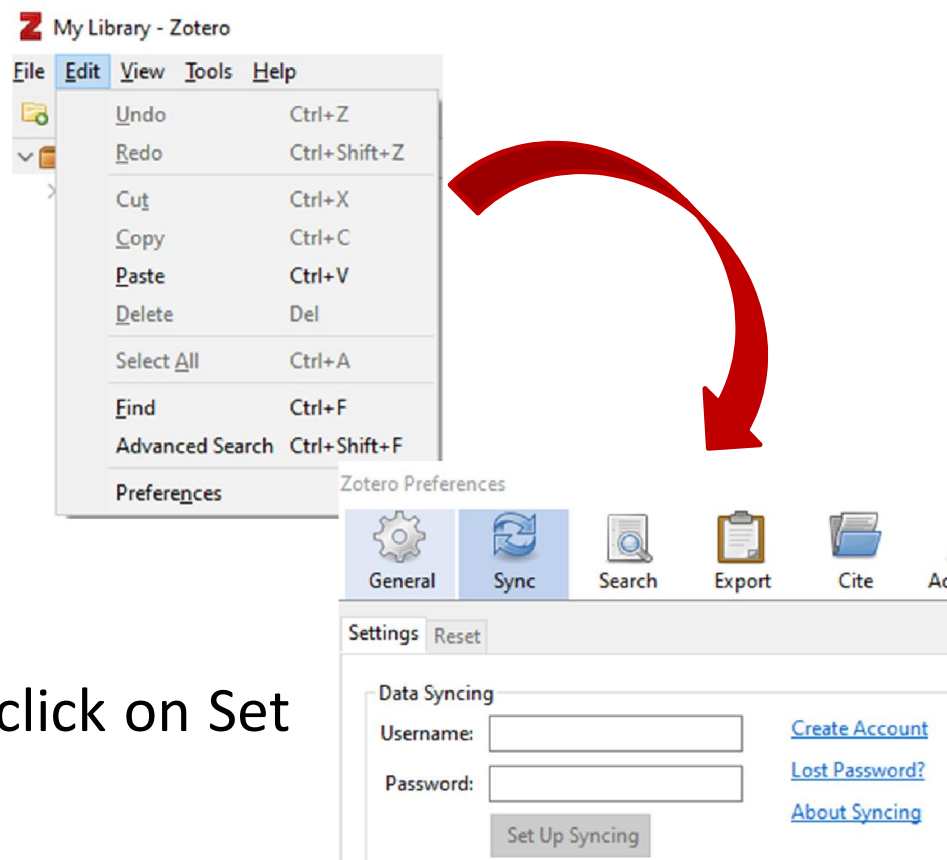 My Library - Zotero
File Edit View Tools Help
Undo Ctrl+Z
Redo Ctrl+Shift+Z
Cut Ctrl+X
Copy Ctrl+C
Paste Ctrl+V
Delete Del
Select All Ctrl+A
Find Ctrl+F
Advanced Search Ctrl+Shift+F
Preferences
Zotero Preferences
General Sync Search Export Cite
Settings Reset
Data Syncing
Username: Create Account
Password: Lost Password?
About Syncing
Set Up Syncing
click on Set